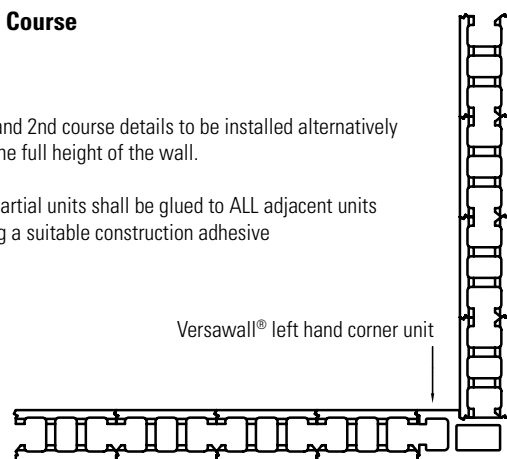 Course
and 2nd course details to be installed alternatively
he full height of the wall.
artial units shall be glued to ALL adjacent units
g a suitable construction adhesive
Versawall® left hand corner unit